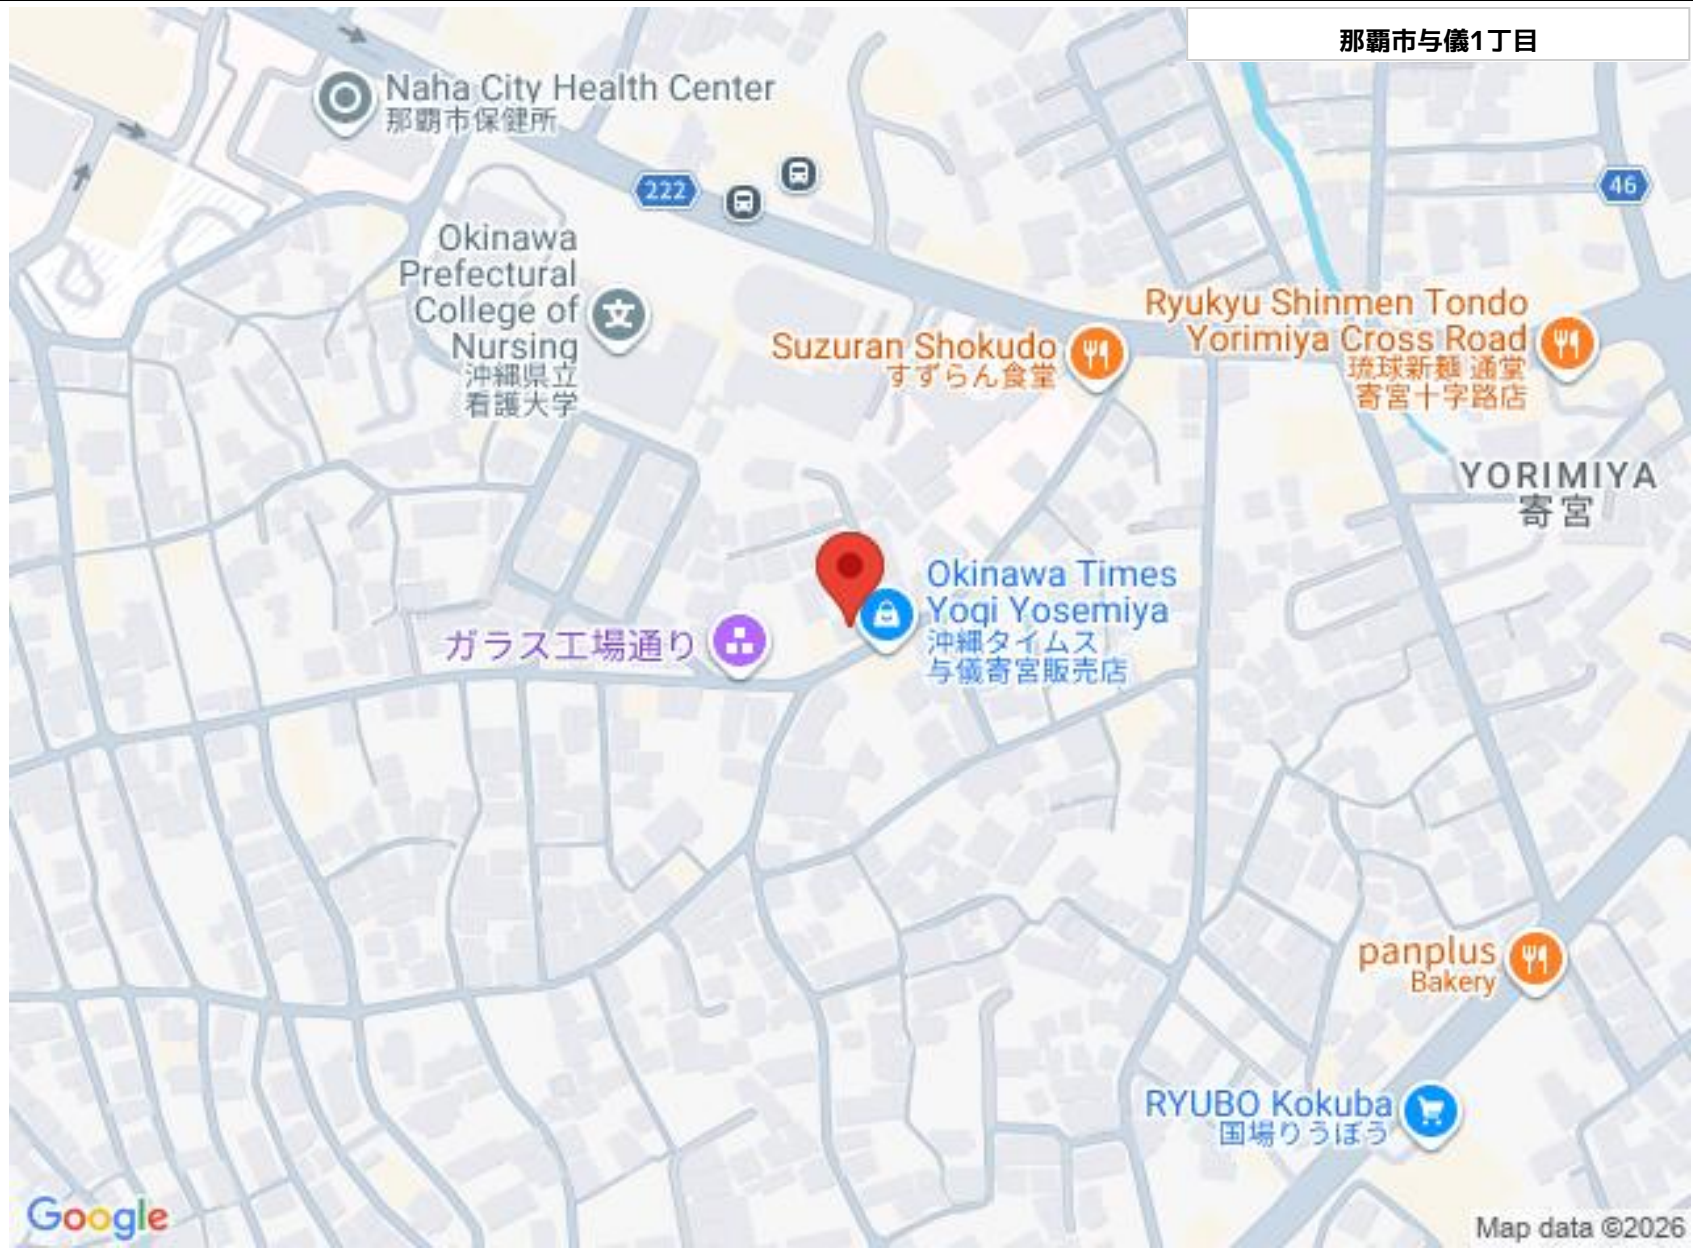 那覇市与儀1丁目
Naha City Health Center
那覇市保健所
222
46
Okinawa
Prefectural
College of
Nursing
沖縄県立
看護大学
文
Ryukyu Shinmen Tondo
Yorimiya Cross Road
琉球新麺 通堂
寄宮十字路店
Suzuran Shokudo
すずらん食堂
YORIMIYA
寄宮
Okinawa Times
Yogi Yosemiya
沖縄タイムス
与儀寄宮販売店
ガラス工場通り
panplus
Bakery
RYUBO Kokuba
国場りうぼう
Google
Map data ©2026